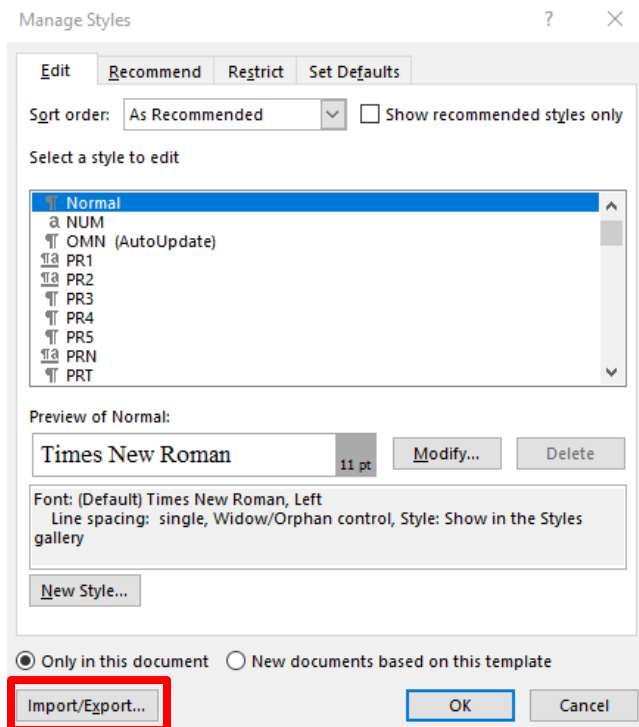 Manage Styles ?
Edit Recommend Restrict Set Defaults
Sort order: As Recommended Show recommended styles only
Select a style to edit
¶ Normal
a NUM
¶ OMN (AutoUpdate)
¶a PR1
¶a PR2
¶ PR3
¶ PR4
¶ PR5
¶a PRN
¶ PRT
Preview of Normal:
Times New Roman 11 pt Modify... Delete
Font: (Default) Times New Roman, Left
Line spacing: single, Widow/Orphan control, Style: Show in the Styles
gallery
New Style...
Only in this document New documents based on this template
Import/Export... OK Cancel